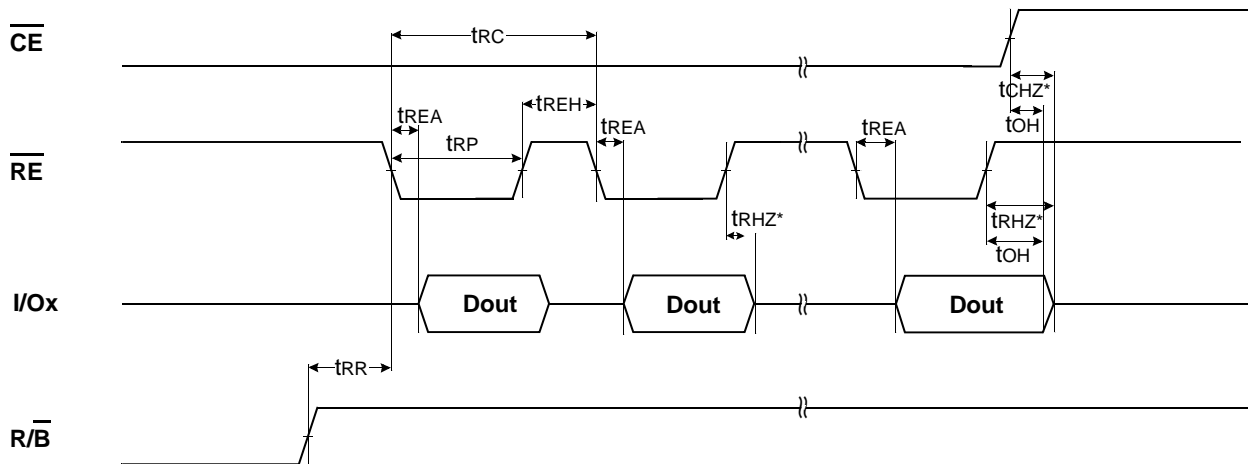 CE
tRC
tCHZ*
tREH
tREA
tREA
tREA
tOH
tRP
RE
tRHZ*
tRHZ*
tOH
I/Ox
Dout
Dout
Dout
tRR
R/B